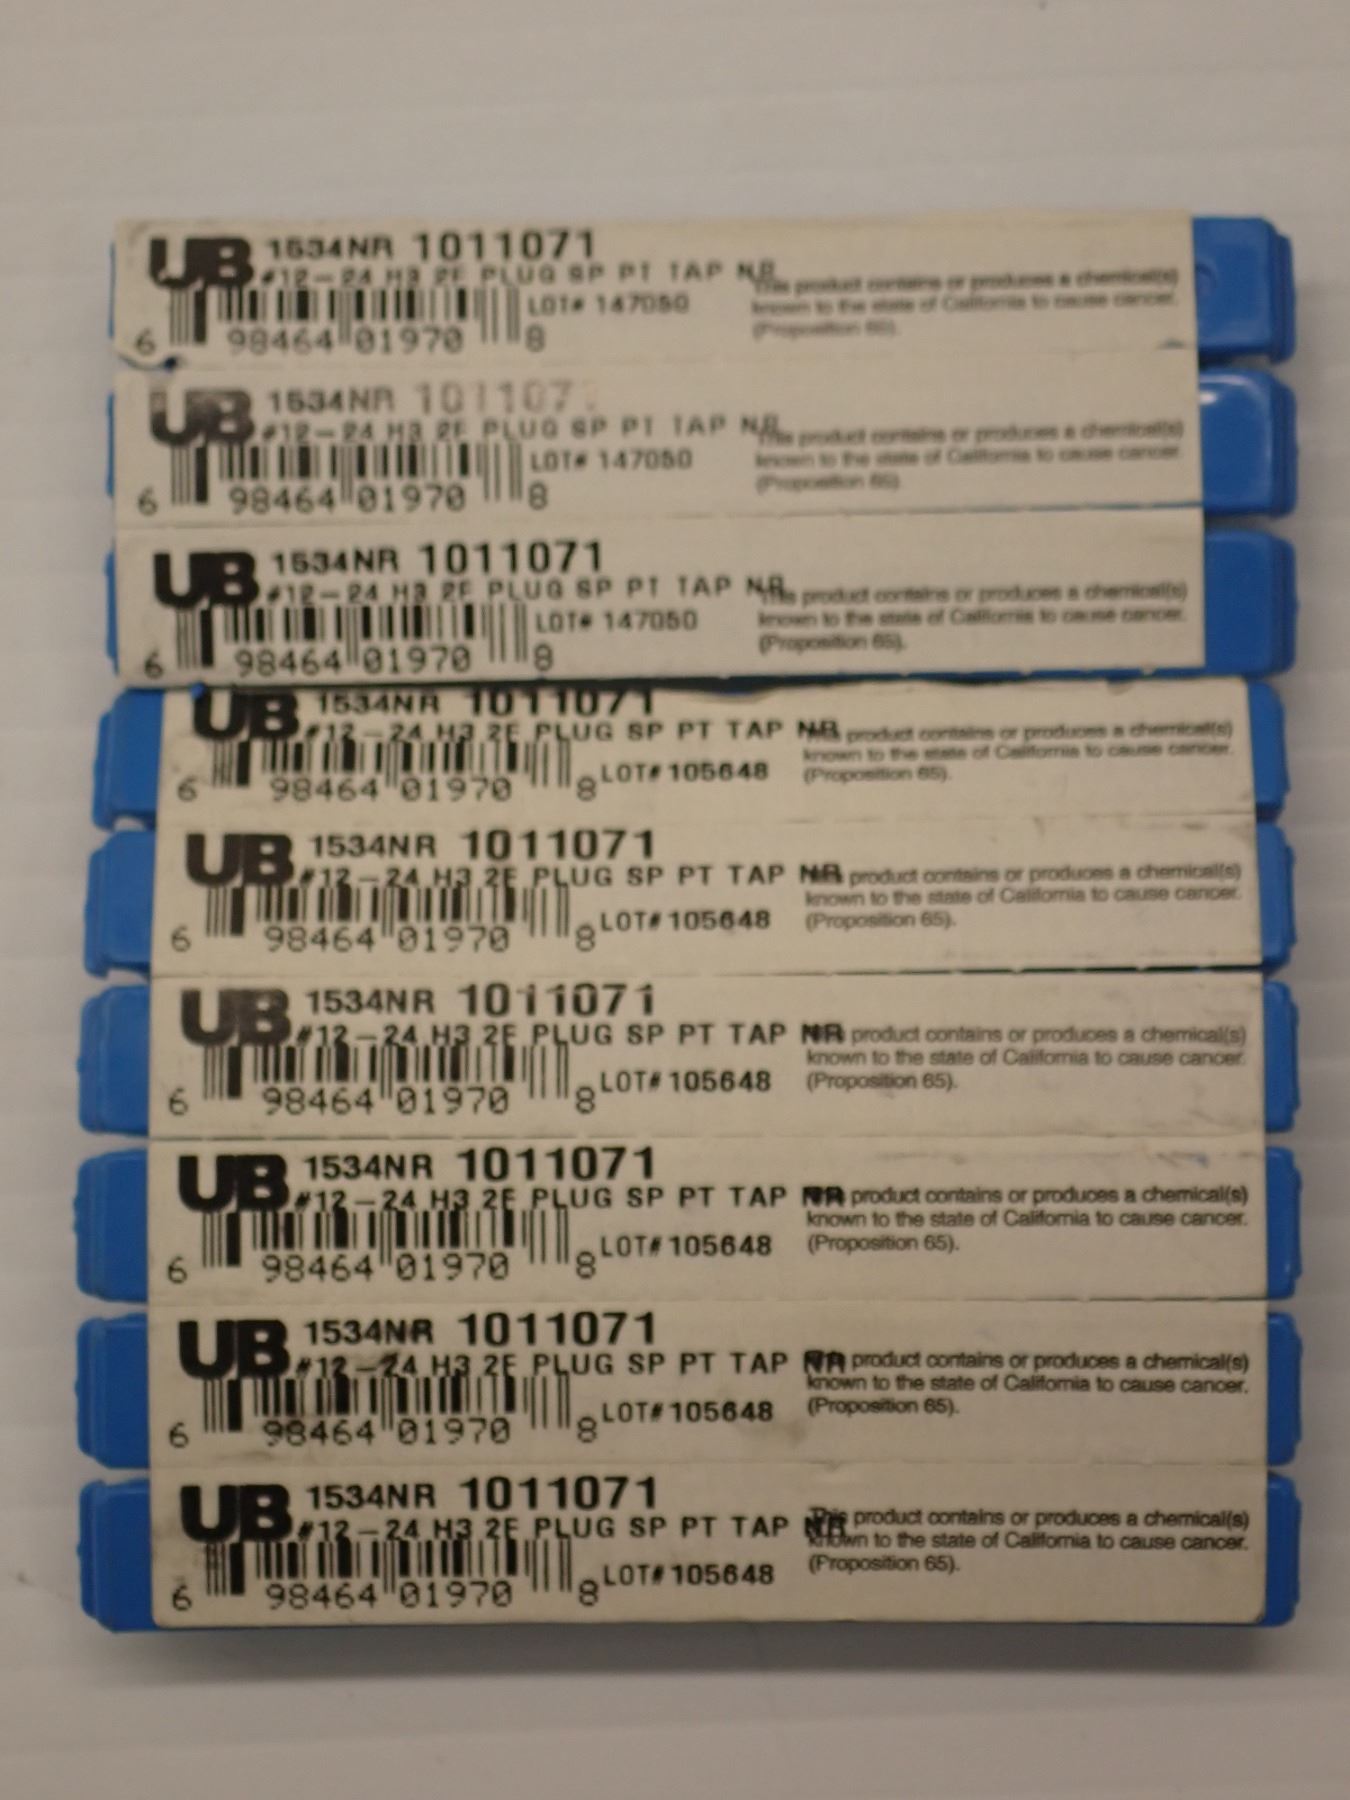 UB 1534NR 1011071
#12-24 H3 2F PLUG SP PT TAP NR
LOT# 147050
6 98464 01970 8
This product contains or produces a chemical(s)
known to the state of California to cause cancer.
(Proposition 65).
UB 1534NR 101107
#12-24 H3 2F PLUG SP PT TAP NR
LOT# 147050
6 98464 01970 8
This product contains or produces a chemical(s)
known to the state of California to cause cancer.
(Proposition 65).
UB 1534NR 1011071
#12-24 H3 2F PLUG SP PT TAP NR
LOT# 147050
6 98464 01970 8
This product contains or produces a chemical(s)
known to the state of California to cause cancer.
(Proposition 65).
UB 1534NR 1011071
#12-24 H3 2F PLUG SP PT TAP NR
LOT# 105648
6 98464 01970 8
This product contains or produces a chemical(s)
known to the state of California to cause cancer.
(Proposition 65).
UB 1534NR 1011071
#12-24 H3 2F PLUG SP PT TAP NR
LOT# 105648
6 98464 01970 8
This product contains or produces a chemical(s)
known to the state of California to cause cancer.
(Proposition 65).
UB 1534NR 1011071
#12-24 H3 2F PLUG SP PT TAP NR
LOT# 105648
6 98464 01970 8
This product contains or produces a chemical(s)
known to the state of California to cause cancer.
(Proposition 65).
UB 1534NR 1011071
#12-24 H3 2F PLUG SP PT TAP NR
LOT# 105648
6 98464 01970 8
This product contains or produces a chemical(s)
known to the state of California to cause cancer.
(Proposition 65).
UB 1534NR 1011071
#12-24 H3 2F PLUG SP PT TAP NR
LOT# 105648
6 98464 01970 8
This product contains or produces a chemical(s)
known to the state of California to cause cancer.
(Proposition 65).
UB 1534NR 1011071
#12-24 H3 2F PLUG SP PT TAP NR
LOT# 105648
6 98464 01970 8
This product contains or produces a chemical(s)
known to the state of California to cause cancer.
(Proposition 65).